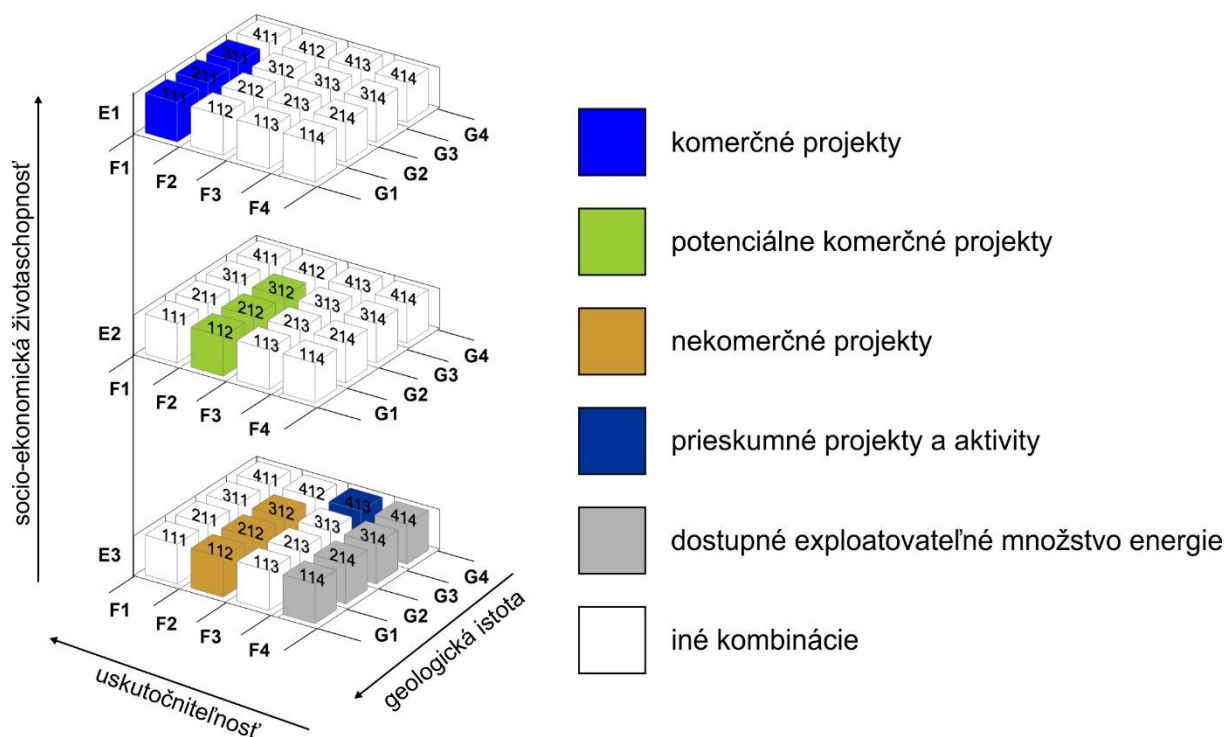 socio-ekonomická životaschopnosť
E1
411
412
413
414
311
312
313
314
211
212
213
214
111
112
113
114
F1
F2
F3
F4
G1
G2
G3
G4
E2
411
412
413
414
311
312
313
314
211
212
213
214
111
112
113
114
F1
F2
F3
F4
G1
G2
G3
G4
E3
411
412
413
414
311
312
313
314
211
212
213
214
111
112
113
114
F1
F2
F3
F4
G1
G2
G3
G4
uskutočniteľnosť
geologická istota
komerčné projekty
potenciálne komerčné projekty
nekomerčné projekty
prieskumné projekty a aktivity
dostupné exploatovateľné množstvo energie
iné kombinácie